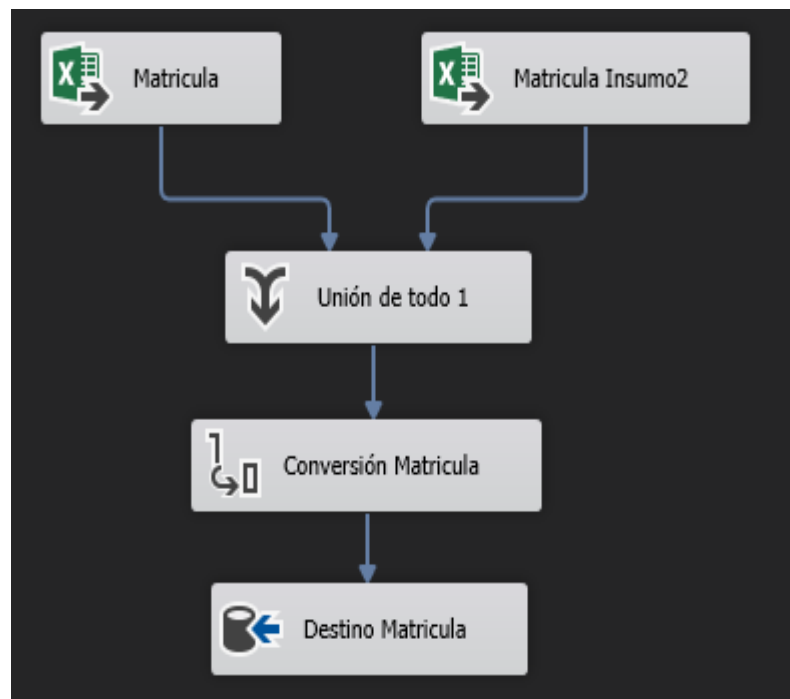 Matricula
Matricula Insumo2
Unión de todo 1
Conversión Matricula
Destino Matricula